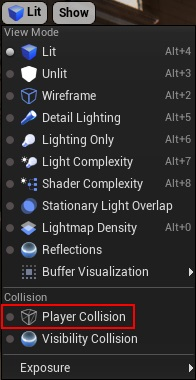 Lit Show
View Mode
Lit Alt+4
Unlit Alt+3
Wireframe Alt+2
Detail Lighting Alt+5
Lighting Only Alt+6
Light Complexity Alt+7
Shader Complexity Alt+8
Stationary Light Overlap
Lightmap Density Alt+0
Reflections
Buffer Visualization
Collision
Player Collision
Visibility Collision
Exposure